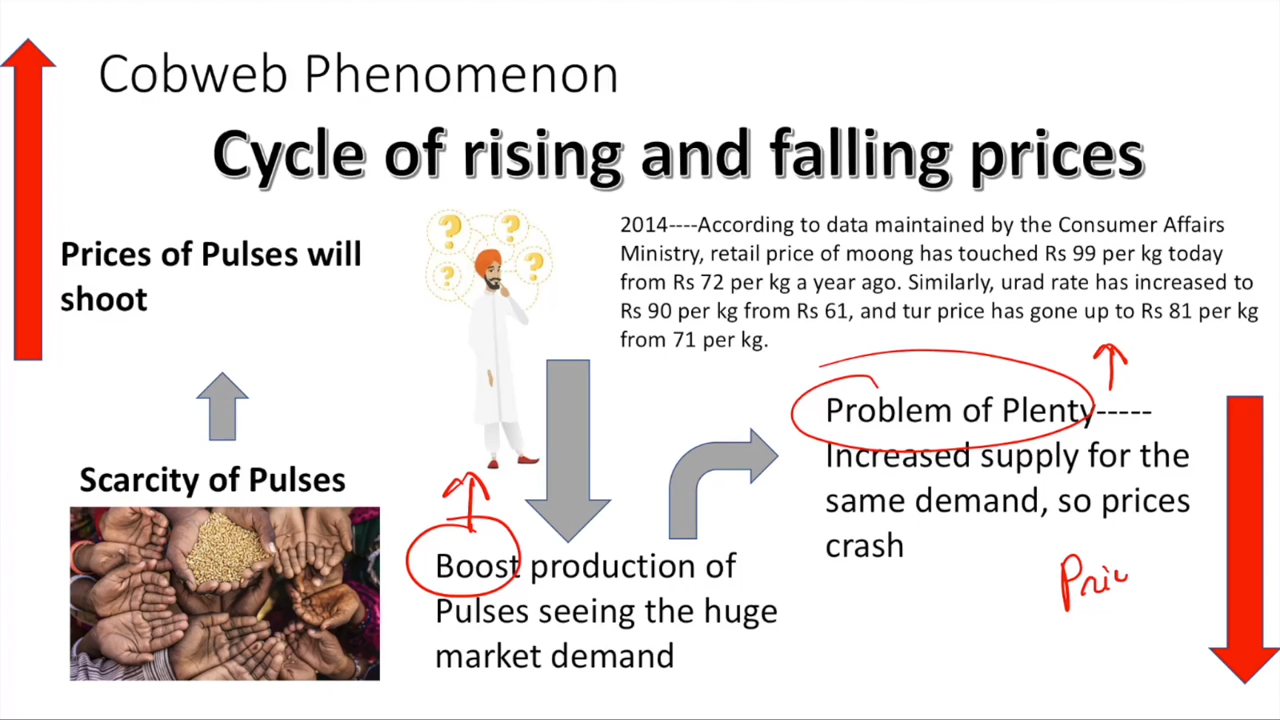 Cobweb Phenomenon
Cycle of rising and falling prices
Prices of Pulses will
shoot
Scarcity of Pulses
? ? ? ?
2014----According to data maintained by the Consumer Affairs
Ministry, retail price of moong has touched Rs 99 per kg today
from Rs 72 per kg a year ago. Similarly, urad rate has increased to
Rs 90 per kg from Rs 61, and tur price has gone up to Rs 81 per kg
from 71 per kg.
Boost production of
Pulses seeing the huge
market demand
Problem of Plenty-----
Increased supply for the
same demand, so prices
crash
Pric